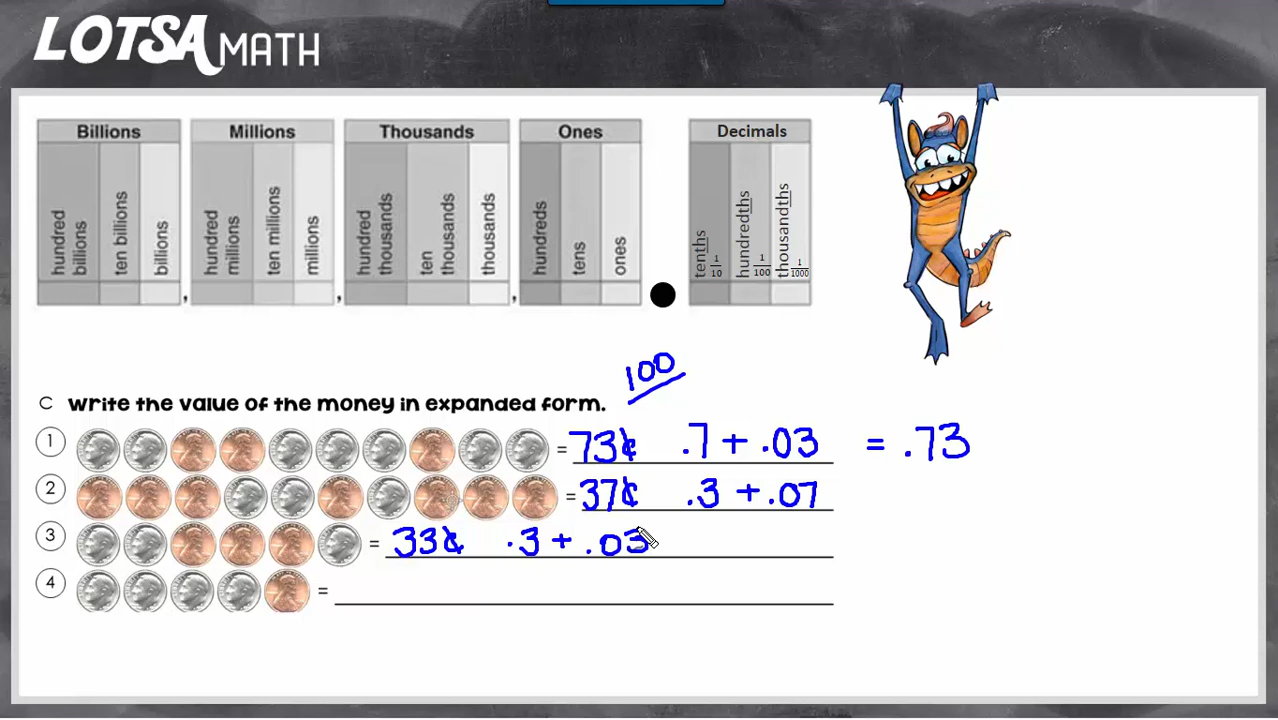 LOTSA MATH
Billions Millions Thousands Ones Decimals
hundred billions ten billions billions , hundred millions ten millions millions , hundred thousands ten thousands thousands , hundreds tens ones . tenths 1/10 hundredths 1/100 thousandths 1/1000
100
C Write the value of the money in expanded form.
1 = 73¢ .7 + .03 = .73
2 = 37¢ .3 + .07
3 = 33¢ .3 + .03
4 =